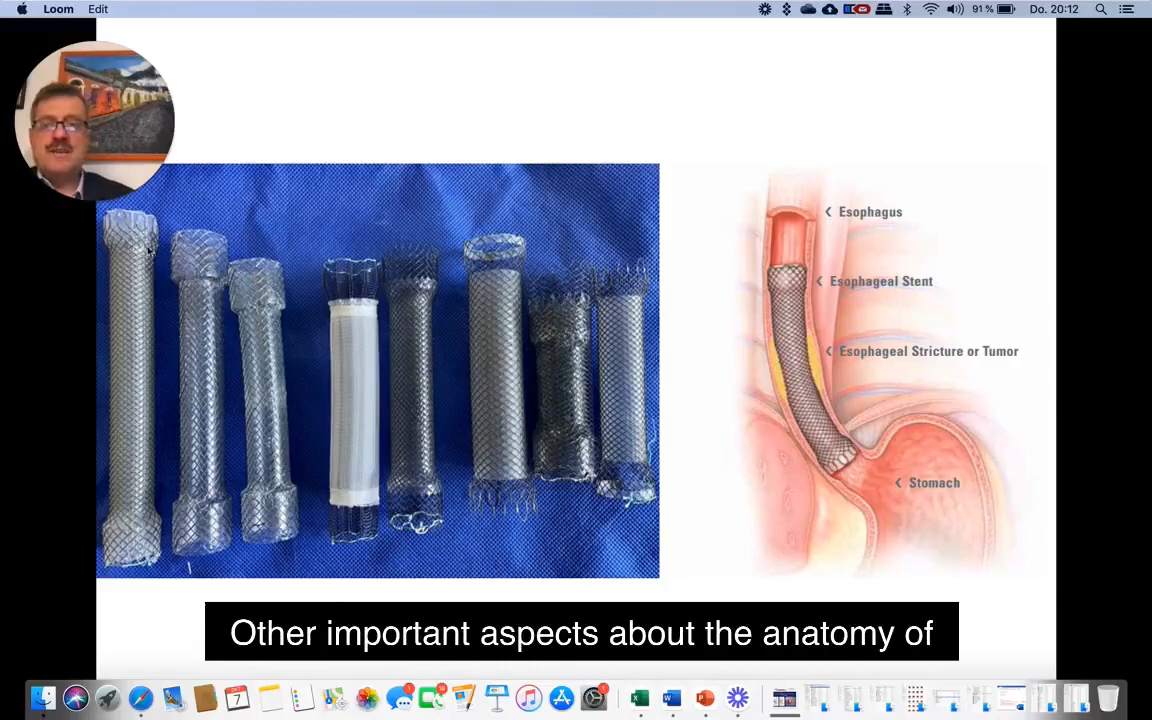 Loom Edit
91 % Do. 20:12
Esophagus
Esophageal Stent
Esophageal Stricture or Tumor
Stomach
Other important aspects about the anatomy of